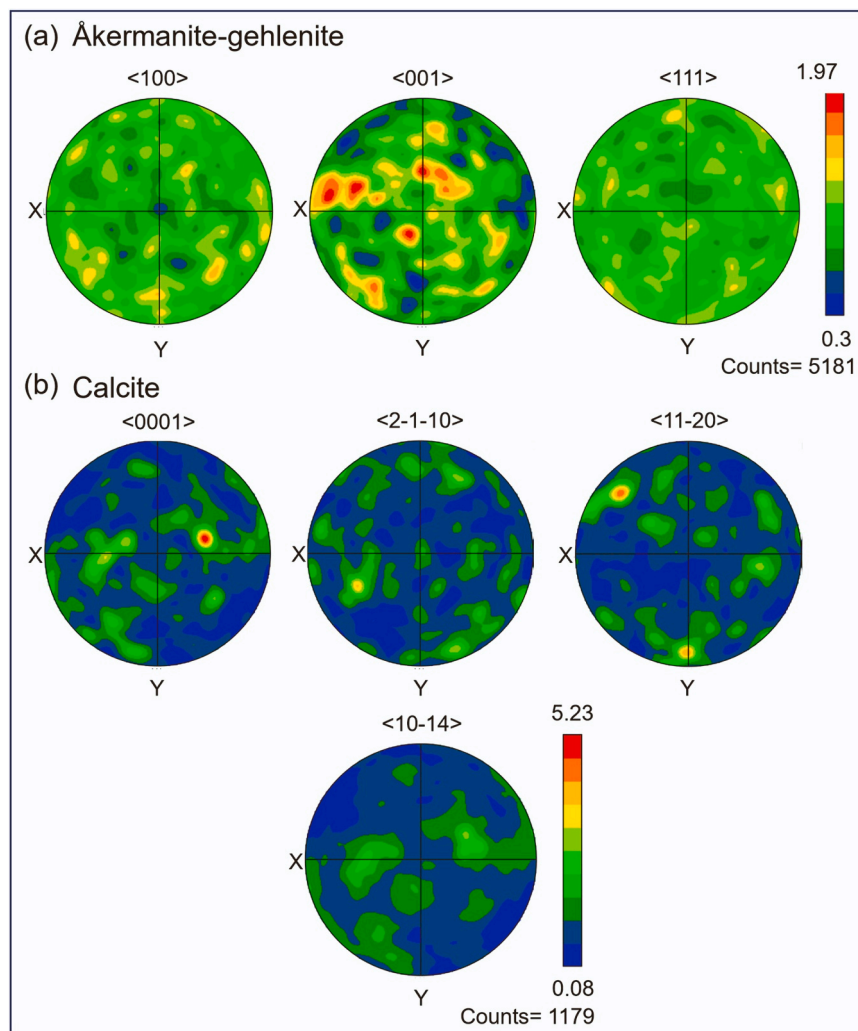 (a) Åkermanite-gehlenite
<100> <001> <111> 1.97
X X X
Y Y Y 0.3
Counts= 5181
(b) Calcite
<0001> <2-1-10> <11-20>
X X X
Y Y Y
<10-14> 5.23
X
Y 0.08
Counts= 1179